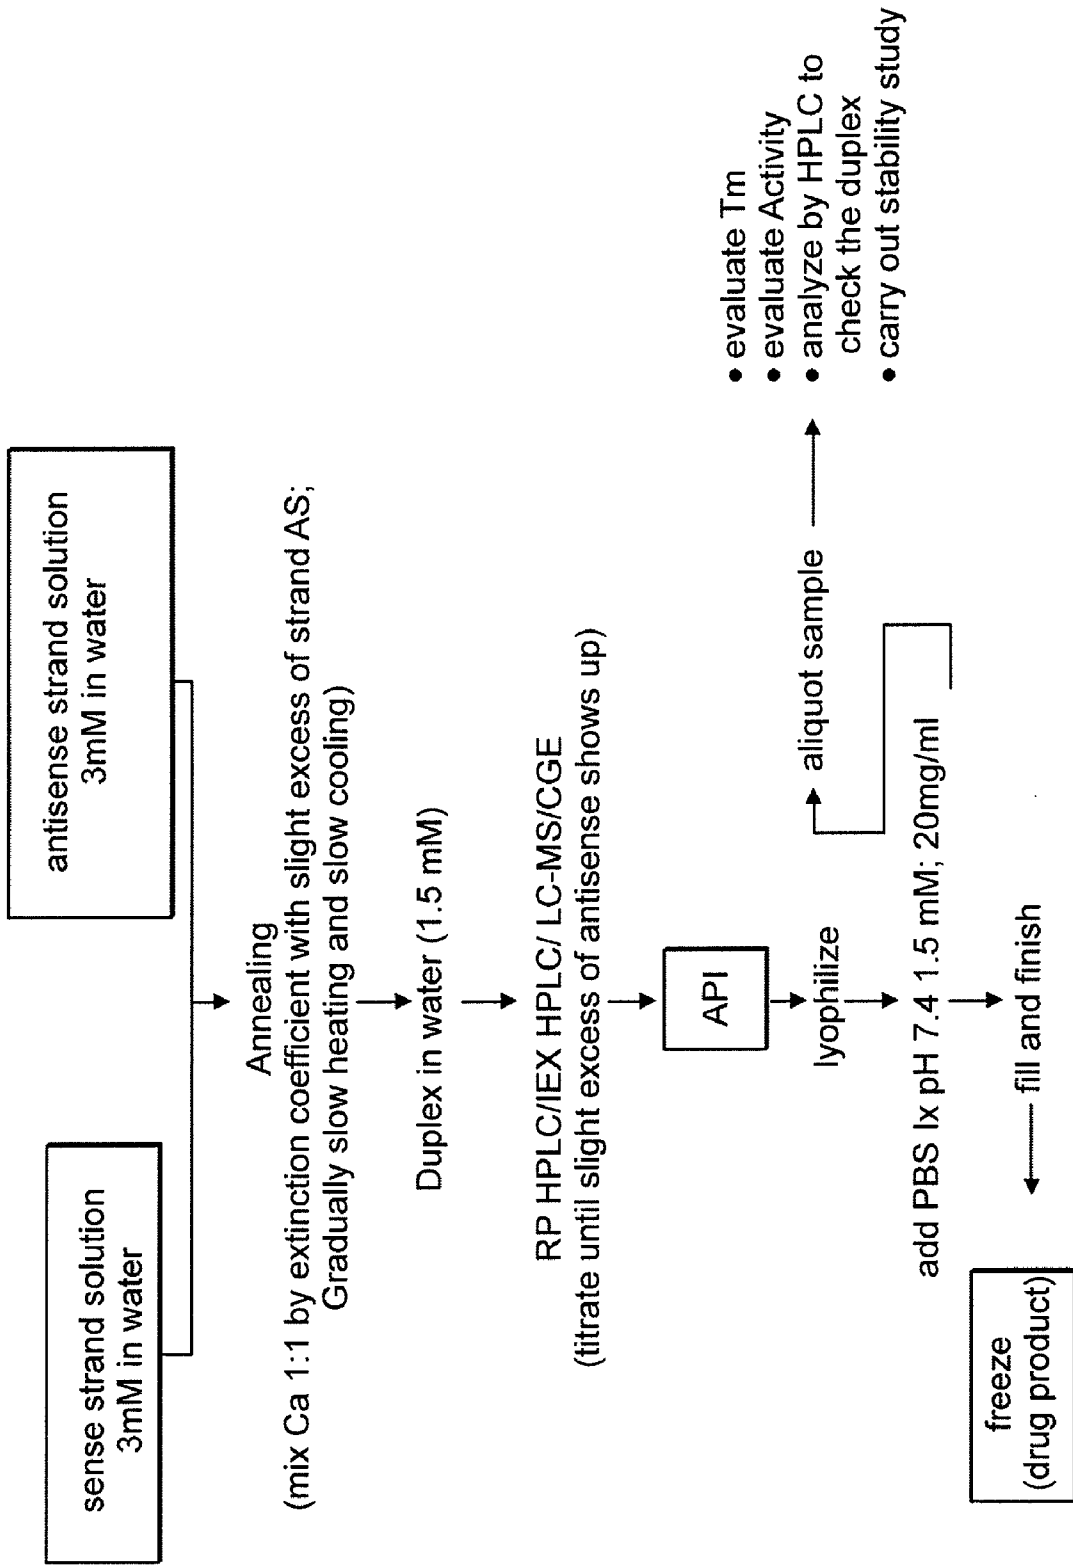 sense strand solution
3mM in water
antisense strand solution
3mM in water
Annealing
(mix Ca 1:1 by extinction coefficient with slight excess of strand AS;
Gradually slow heating and slow cooling)
Duplex in water (1.5 mM)
RP HPLC/IEX HPLC/ LC-MS/CGE
(titrate until slight excess of antisense shows up)
API
lyophilize
aliquot sample
• evaluate Tm
• evaluate Activity
• analyze by HPLC to
check the duplex
• carry out stability study
add PBS Ix pH 7.4 1.5 mM; 20mg/ml
fill and finish
freeze
(drug product)